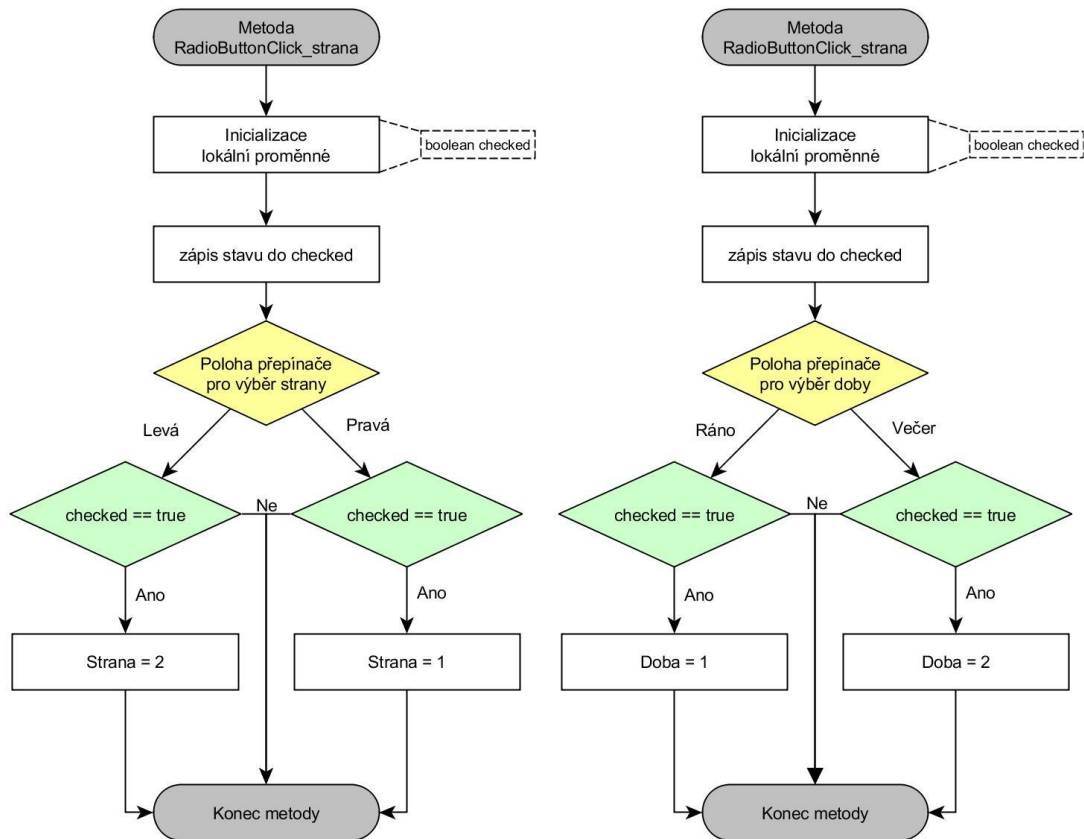 Metoda
RadioButtonClick_strana
Inicializace
lokální proměnné
boolean checked
zápis stavu do checked
Poloha přepínače
pro výběr strany
Levá
Pravá
checked == true
Ne
checked == true
Ano
Ano
Strana = 2
Strana = 1
Konec metody
Metoda
RadioButtonClick_strana
Inicializace
lokální proměnné
boolean checked
zápis stavu do checked
Poloha přepínače
pro výběr doby
Ráno
Večer
checked == true
Ne
checked == true
Ano
Ano
Doba = 1
Doba = 2
Konec metody